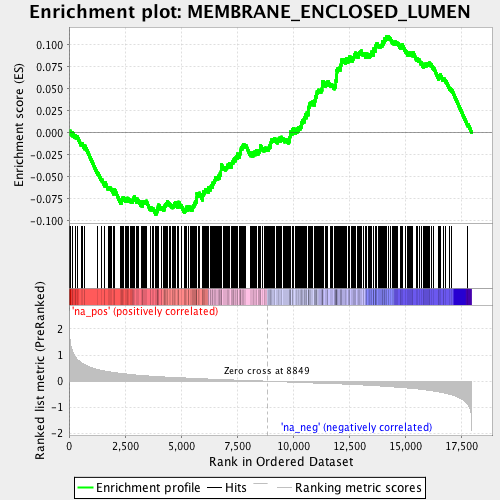 Enrichment plot: MEMBRANE_ENCLOSED_LUMEN
Enrichment score (ES)
0.100
0.075
0.050
0.025
0.000
-0.025
-0.050
-0.075
-0.100
'na_pos' (positively correlated)
Ranked list metric (PreRanked)
2
1
0
-1
-2
Zero cross at 8849
'na_neg' (negatively correlated)
0
2,500
5,000
7,500
10,000
12,500
15,000
17,500
Rank in Ordered Dataset
Enrichment profile
Hits
Ranking metric scores